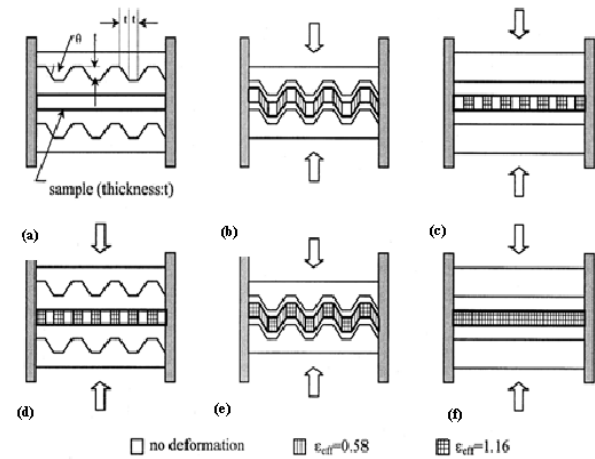 θ t t t
sample (thickness:t)
(a) (b) (c)
(d) (e) (f)
no deformation εeff=0.58 εeff=1.16